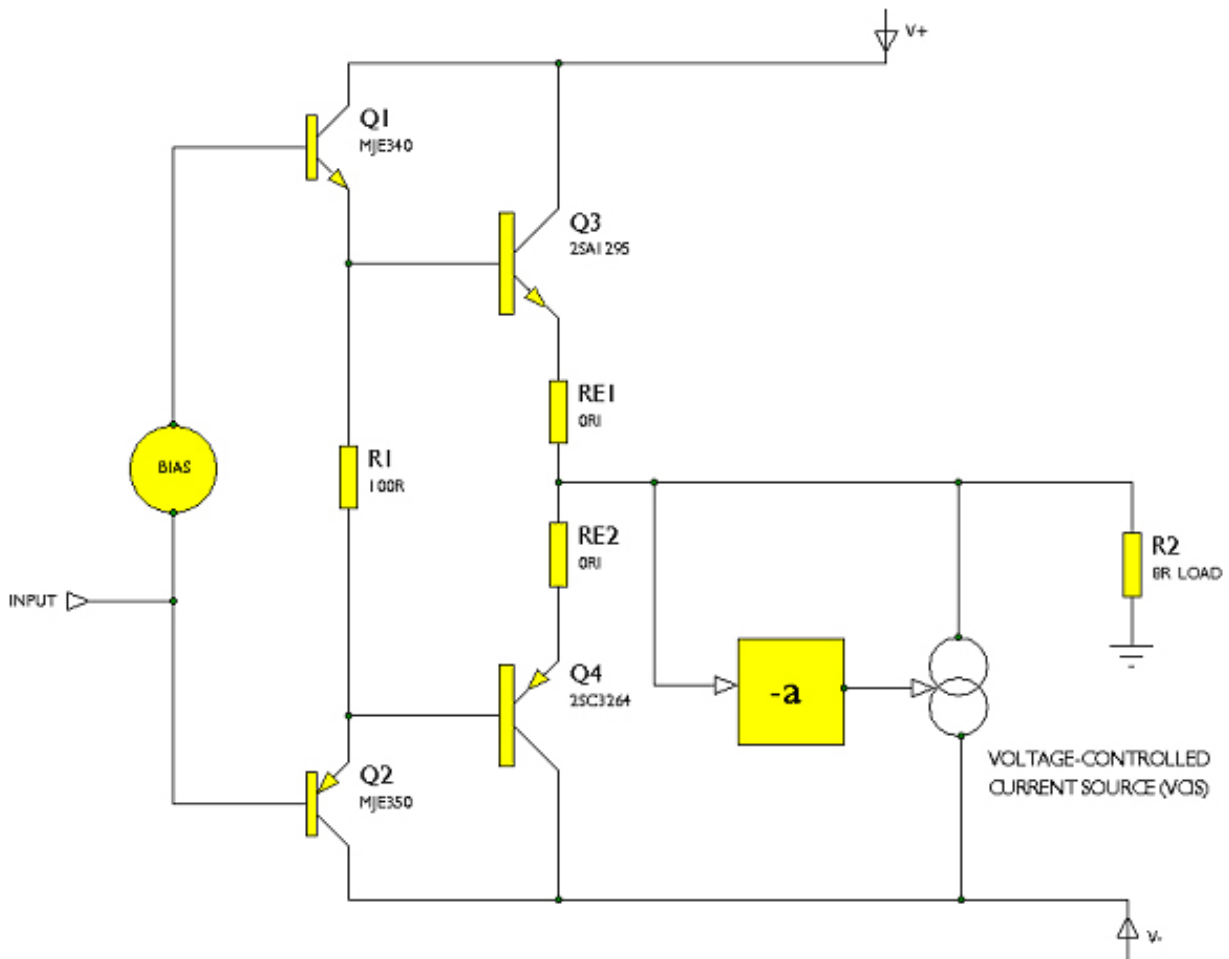 V+
Q1
MJE340
Q3
2SA1295
RE1
0R1
BIAS
R1
100R
RE2
0R1
R2
8R LOAD
INPUT
Q4
2SC3264
-a
Q2
MJE350
VOLTAGE-CONTROLLED
CURRENT SOURCE (VCIS)
V-